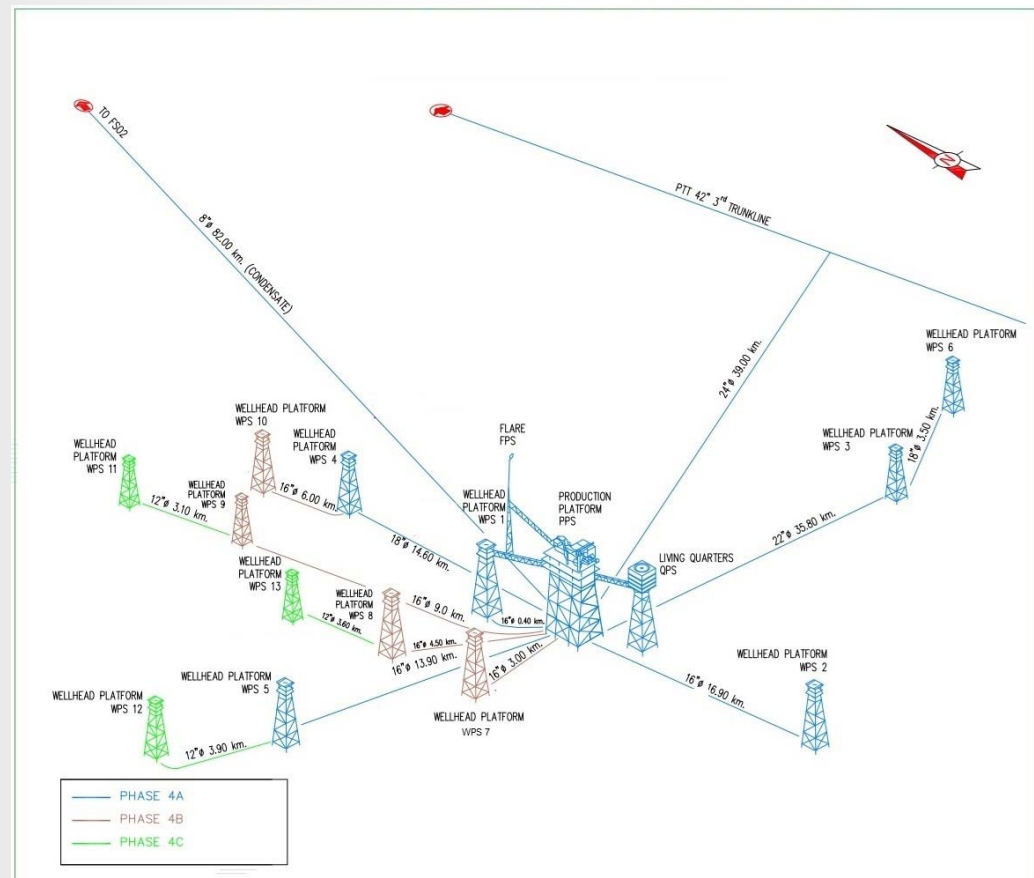 TO FSO2
8"ø 82.00 km. (CONDENSATE)
PTT 42" 3rd TRUNKLINE
N
24"ø 39.00 km.
WELLHEAD PLATFORM
WPS 6
18"ø 3.50 km.
WELLHEAD PLATFORM
WPS 3
22"ø 35.80 km.
FLARE
FPS
WELLHEAD PLATFORM
WPS 10
WELLHEAD
PLATFORM
WPS 4
WELLHEAD
PLATFORM
WPS 11
16"ø 6.00 km.
WELLHEAD
PLATFORM
WPS 9
12"ø 3.10 km.
WELLHEAD
PLATFORM
WPS 1
PRODUCTION
PLATFORM
PPS
18"ø 14.60 km.
LIVING QUARTERS
QPS
WELLHEAD
PLATFORM
WPS 13
WELLHEAD
PLATFORM
WPS 8
12"ø 3.60 km.
16"ø 9.0 km.
16"ø 0.40 km.
16"ø 4.50 km.
16"ø 13.90 km.
16"ø 3.00 km.
16"ø 16.90 km.
WELLHEAD PLATFORM
WPS 2
WELLHEAD PLATFORM
WPS 5
WELLHEAD PLATFORM
WPS 12
12"ø 3.90 km.
WELLHEAD PLATFORM
WPS 7
PHASE 4A
PHASE 4B
PHASE 4C